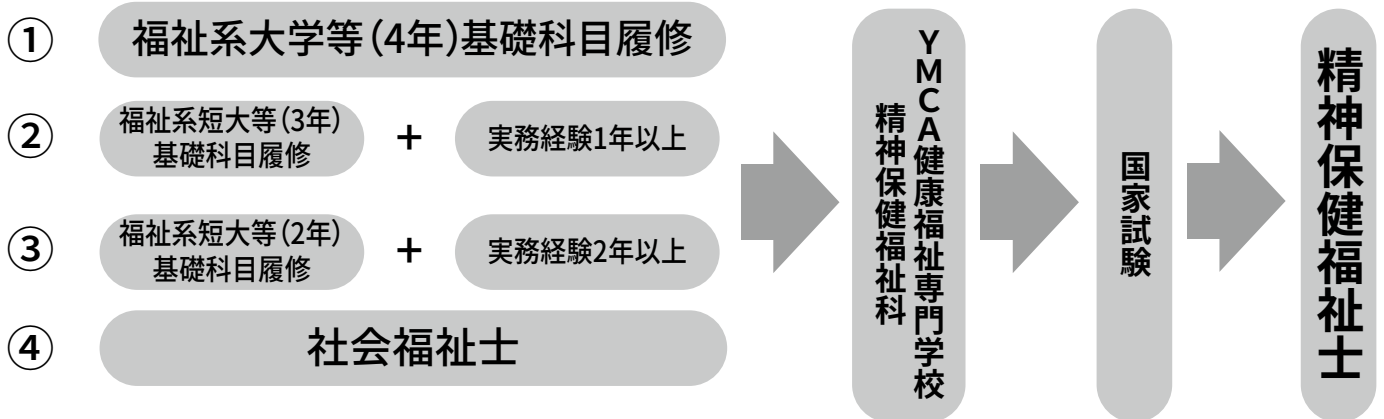 ① 福祉系大学等(4年)基礎科目履修
② 福祉系短大等(3年)
基礎科目履修
+
実務経験1年以上
③ 福祉系短大等(2年)
基礎科目履修
+
実務経験2年以上
④ 社会福祉士
YMCA健康福祉専門学校
精神保健福祉科
国家試験
精神保健福祉士